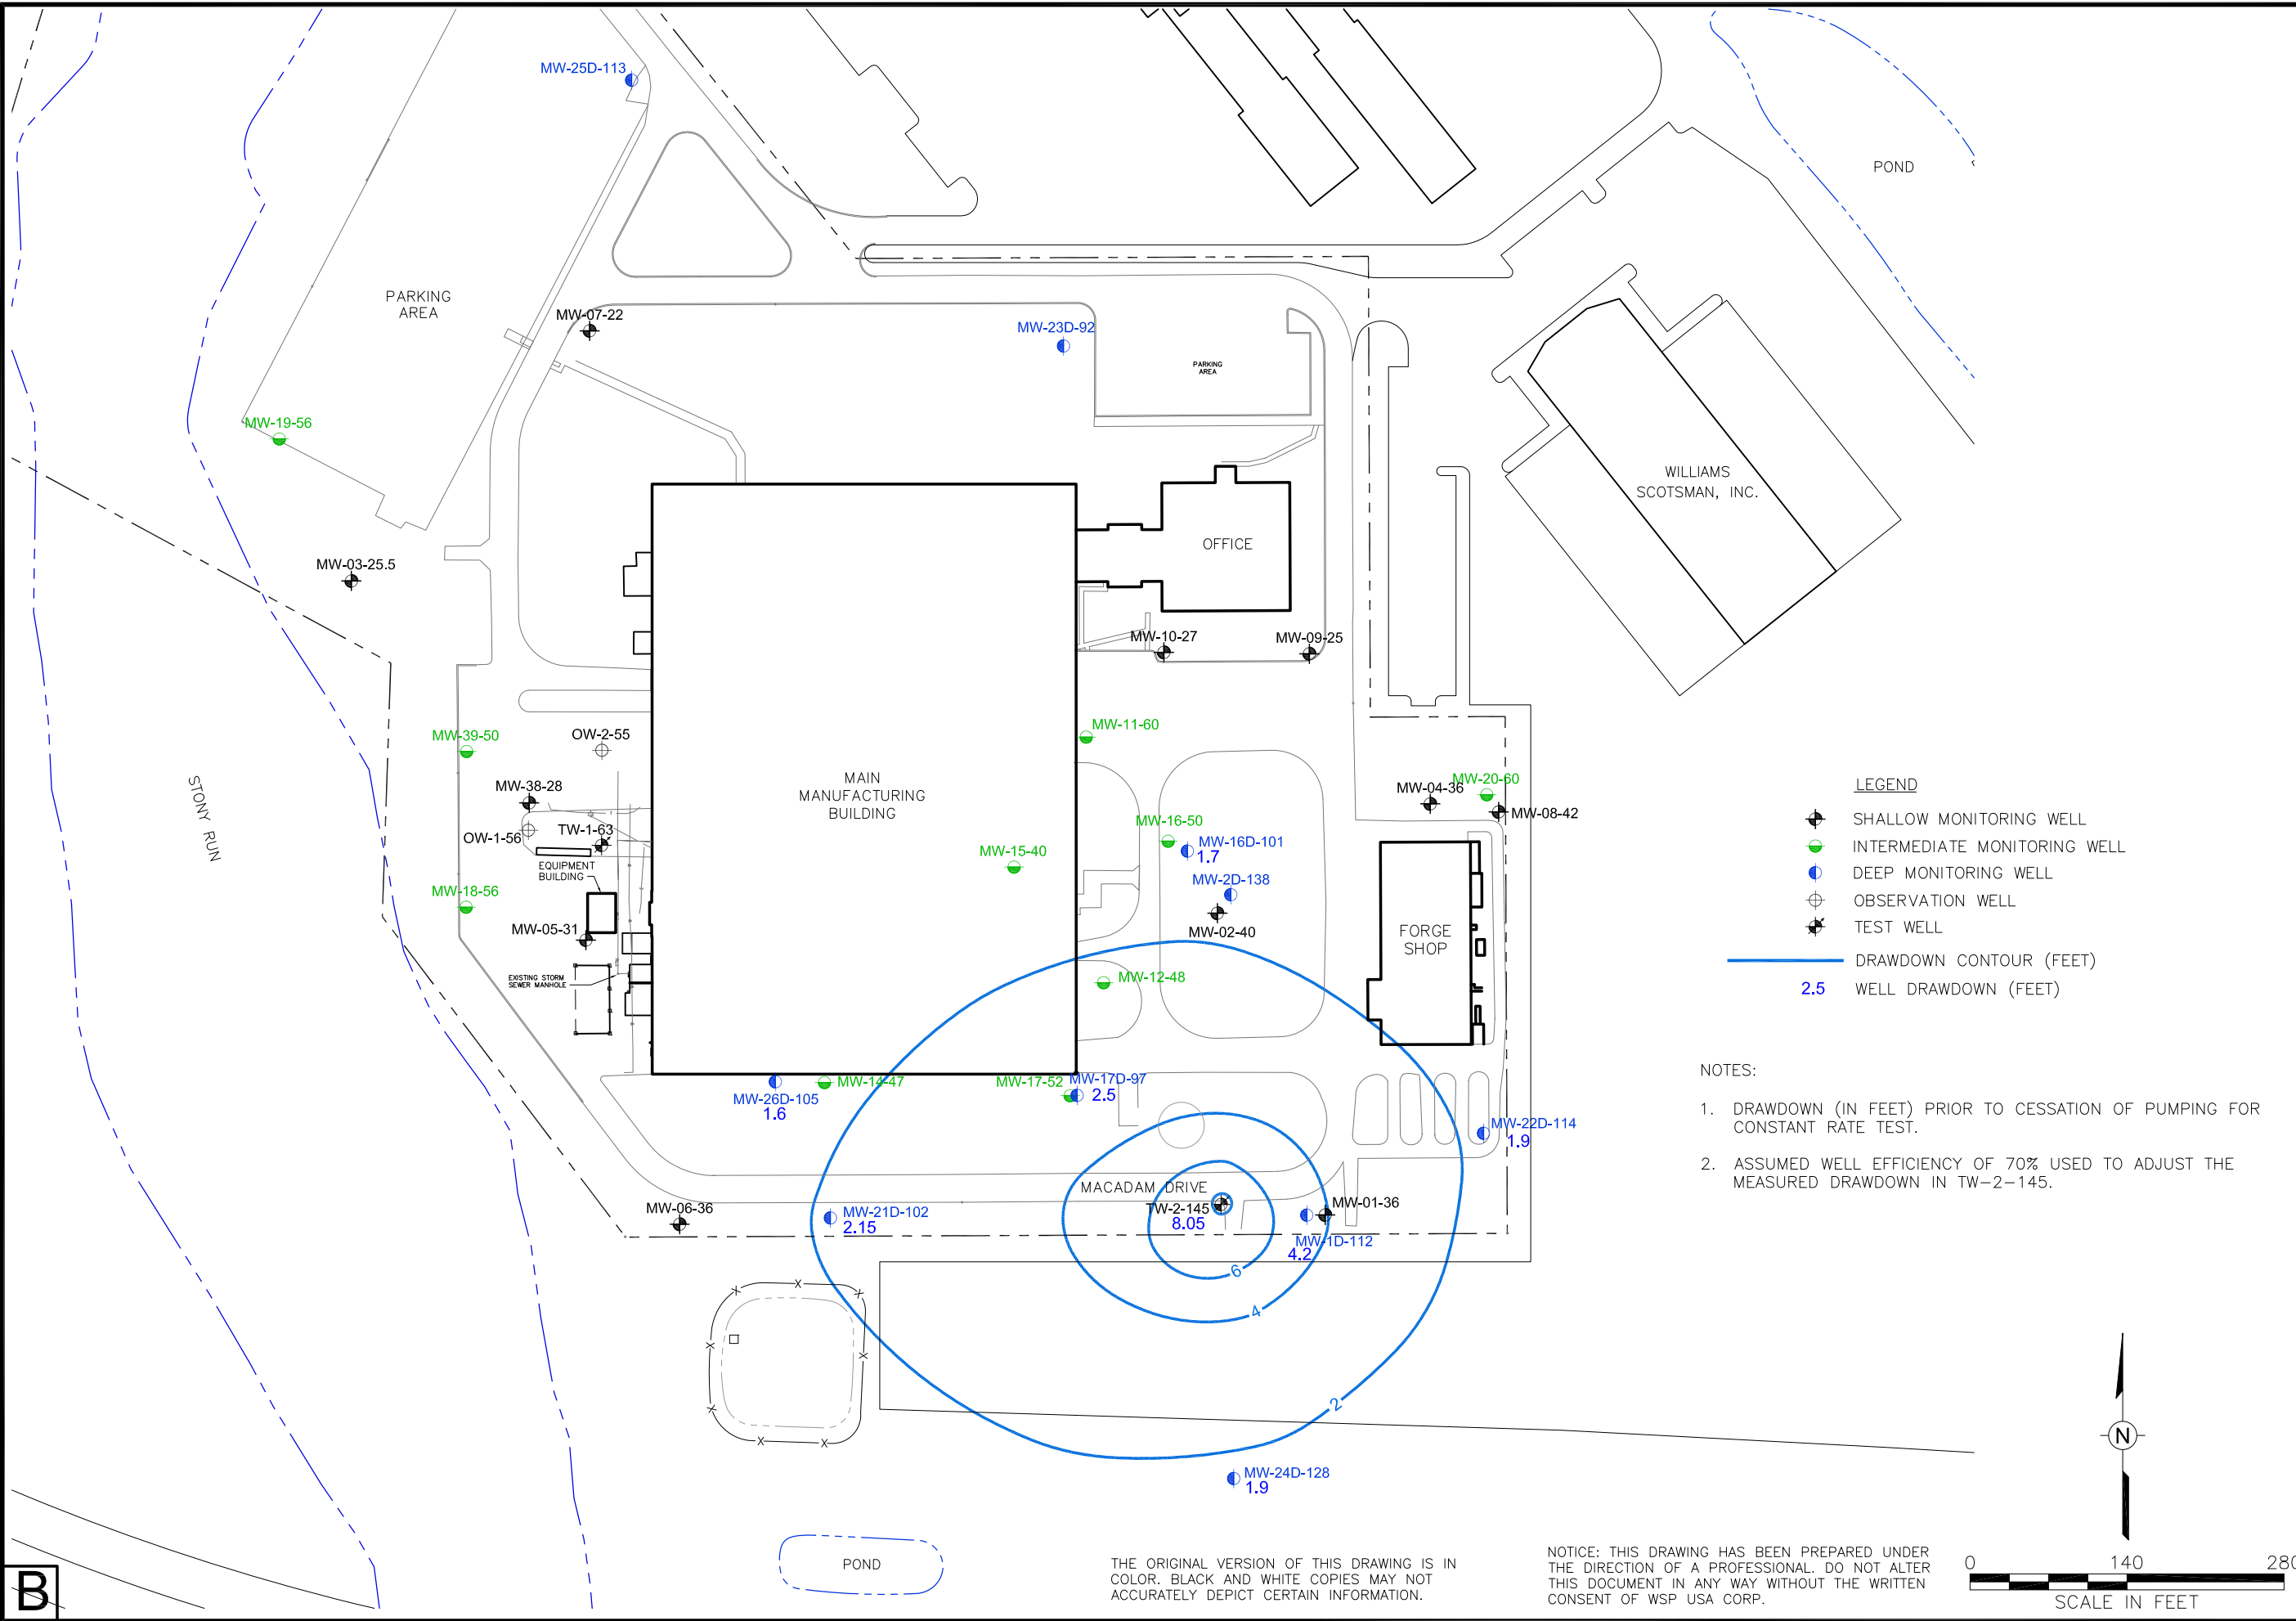 MW-25D-113
POND
PARKING
AREA
MW-07-22
MW-23D-92
PARKING
AREA
MW-19-56
WILLIAMS
SCOTSMAN, INC.
OFFICE
MW-03-25.5
MW-10-27
MW-09-25
MW-11-60
MW-39-50
OW-2-55
STONY RUN
MAIN
MANUFACTURING
BUILDING
MW-38-28
OW-1-56
TW-1-63
EQUIPMENT
BUILDING
MW-04-36
MW-20-60
MW-08-42
MW-16-50
MW-16D-101
1.7
MW-15-40
MW-2D-138
MW-02-40
MW-18-56
MW-05-31
FORGE
SHOP
EXISTING STORM
SEWER MANHOLE
MW-12-48
LEGEND
SHALLOW MONITORING WELL
INTERMEDIATE MONITORING WELL
DEEP MONITORING WELL
OBSERVATION WELL
TEST WELL
DRAWDOWN CONTOUR (FEET)
2.5 WELL DRAWDOWN (FEET)
MW-14-47
MW-26D-105
1.6
MW-17-52
MW-17D-97
2.5
MW-22D-114
1.9
NOTES:
1. DRAWDOWN (IN FEET) PRIOR TO CESSATION OF PUMPING FOR
CONSTANT RATE TEST.
2. ASSUMED WELL EFFICIENCY OF 70% USED TO ADJUST THE
MEASURED DRAWDOWN IN TW-2-145.
MACADAM DRIVE
MW-06-36
MW-21D-102
2.15
TW-2-145
8.05
MW-01-36
MW-1D-112
4.2
6
4
2
X
X
X
X
X
X
X
X
MW-24D-128
1.9
N
POND
THE ORIGINAL VERSION OF THIS DRAWING IS IN
COLOR. BLACK AND WHITE COPIES MAY NOT
ACCURATELY DEPICT CERTAIN INFORMATION.
NOTICE: THIS DRAWING HAS BEEN PREPARED UNDER
THE DIRECTION OF A PROFESSIONAL. DO NOT ALTER
THIS DOCUMENT IN ANY WAY WITHOUT THE WRITTEN
CONSENT OF WSP USA CORP.
0 140 280
SCALE IN FEET
B